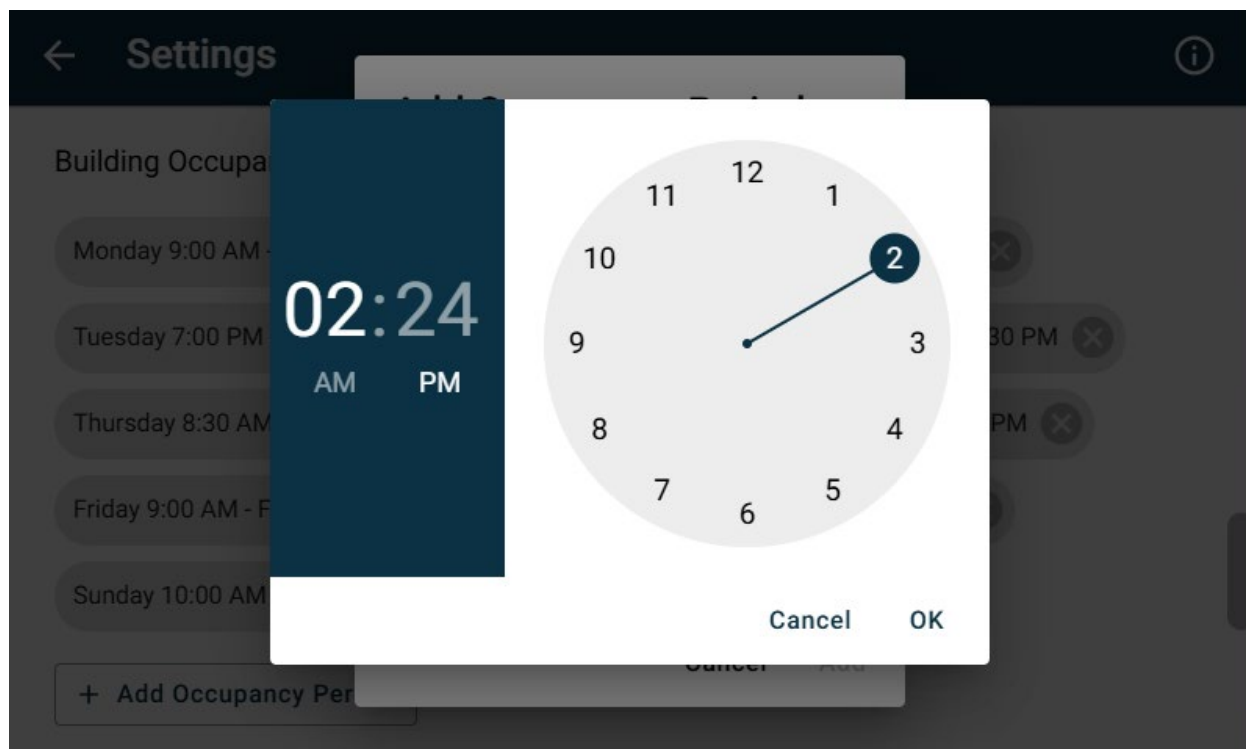 Settings
Building Occupa
Monday 9:00 AM -
Tuesday 7:00 PM
30 PM
Thursday 8:30 AM
PM
Friday 9:00 AM - F
Sunday 10:00 AM
+ Add Occupancy Per
02:24
AM PM
12
11
1
10
2
9
3
8
4
7
5
6
Cancel OK
Cancel Add